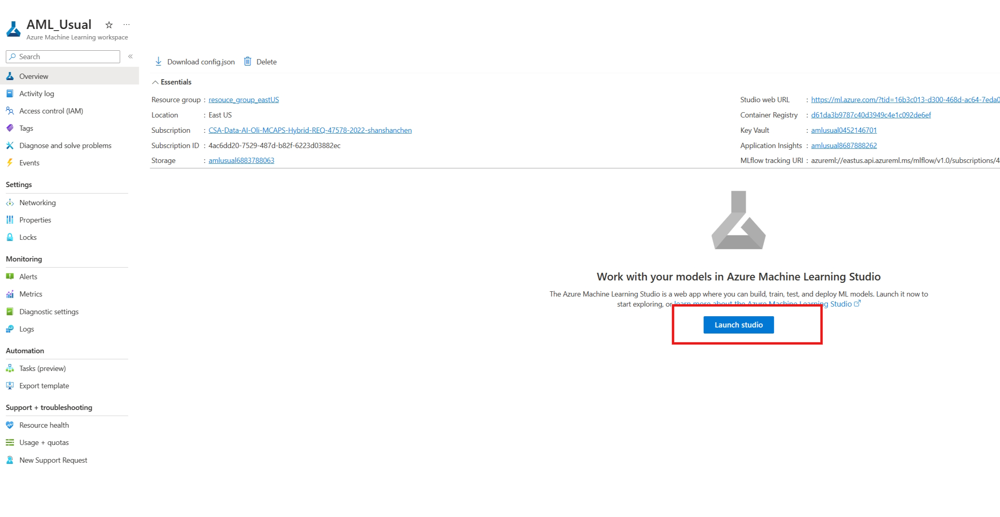 AML_Usual
Azure Machine Learning workspace
Search
Overview
Activity log
Access control (IAM)
Tags
Diagnose and solve problems
Events
Settings
Networking
Properties
Locks
Monitoring
Alerts
Metrics
Diagnostic settings
Logs
Automation
Tasks (preview)
Export template
Support + troubleshooting
Resource health
Usage + quotas
New Support Request
Download config.json Delete
Essentials
Resource group : resouce_group_eastUS
Location : East US
Subscription : CSA-Data-AI-Oli-MCAPS-Hybrid-REQ-47578-2022-shanshanchen
Subscription ID : 4ac6dd20-7529-487d-b82f-6223d03882ec
Storage : amlusual6883788063
Studio web URL : https://ml.azure.com/?tid=16b3c013-d300-468d-ac64-7eda0
Container Registry : d61da3b9787c40d3949c4e1c092de6ef
Key Vault : amlusual0452146701
Application Insights : amlusual8687888262
MLflow tracking URI : azureml://eastus.api.azureml.ms/mlflow/v1.0/subscriptions/4
Work with your models in Azure Machine Learning Studio
The Azure Machine Learning Studio is a web app where you can build, train, test, and deploy ML models. Launch it now to
start exploring, or learn more about the Azure Machine Learning Studio
Launch studio